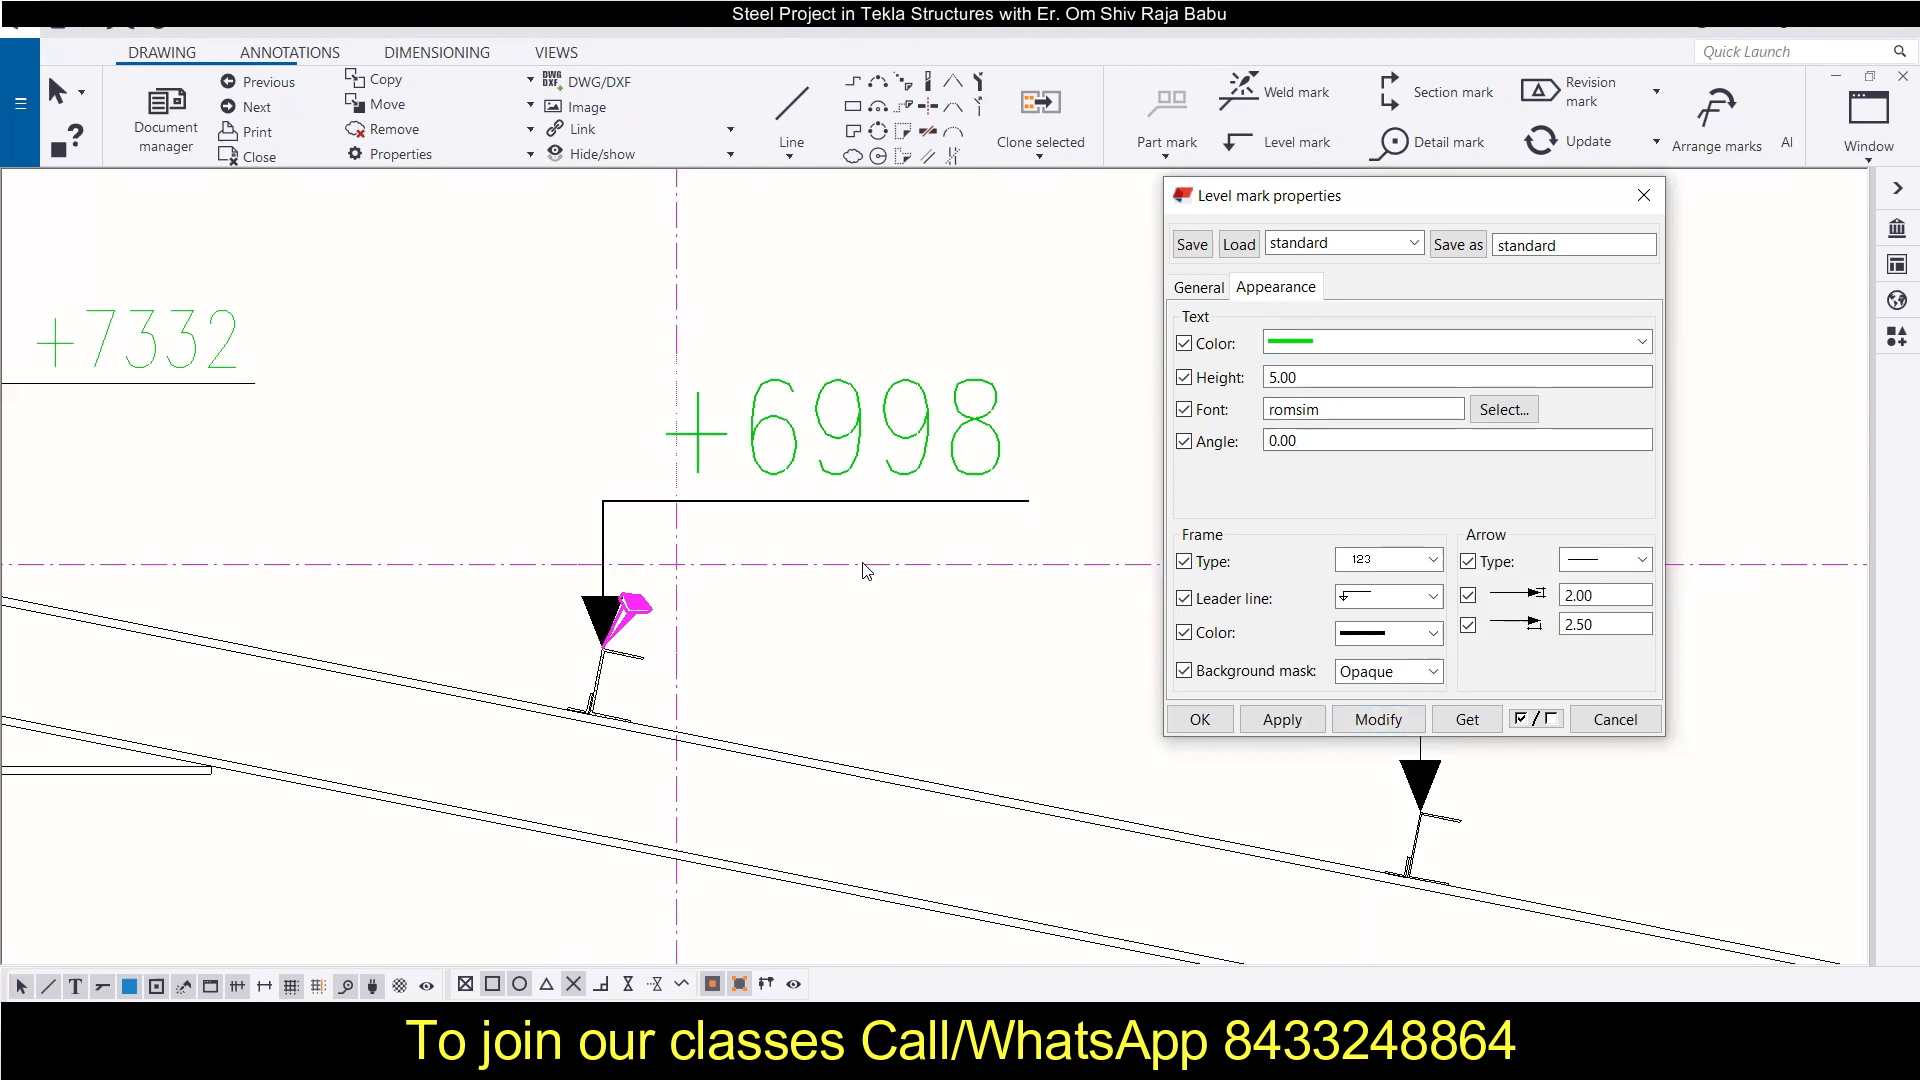 Steel Project in Tekla Structures with Er. Om Shiv Raja Babu
DRAWING ANNOTATIONS DIMENSIONING VIEWS
Quick Launch
Previous
Next
Print
Close
Document
manager
Copy
Move
Remove
Properties
DWG
DXF
DWG/DXF
Image
Link
Hide/show
Line
Clone selected
Part mark
Weld mark
Level mark
Section mark
Detail mark
Revision
mark
Update
Arrange marks
Al
Window
+7332
+6998
Level mark properties
Save
Load
standard
Save as
standard
General
Appearance
Text
Color:
Height:
5.00
Font:
romsim
Select...
Angle:
0.00
Frame
Type:
123
Leader line:
Color:
Background mask:
Opaque
Arrow
Type:
2.00
2.50
OK
Apply
Modify
Get
/
Cancel
To join our classes Call/WhatsApp 8433248864